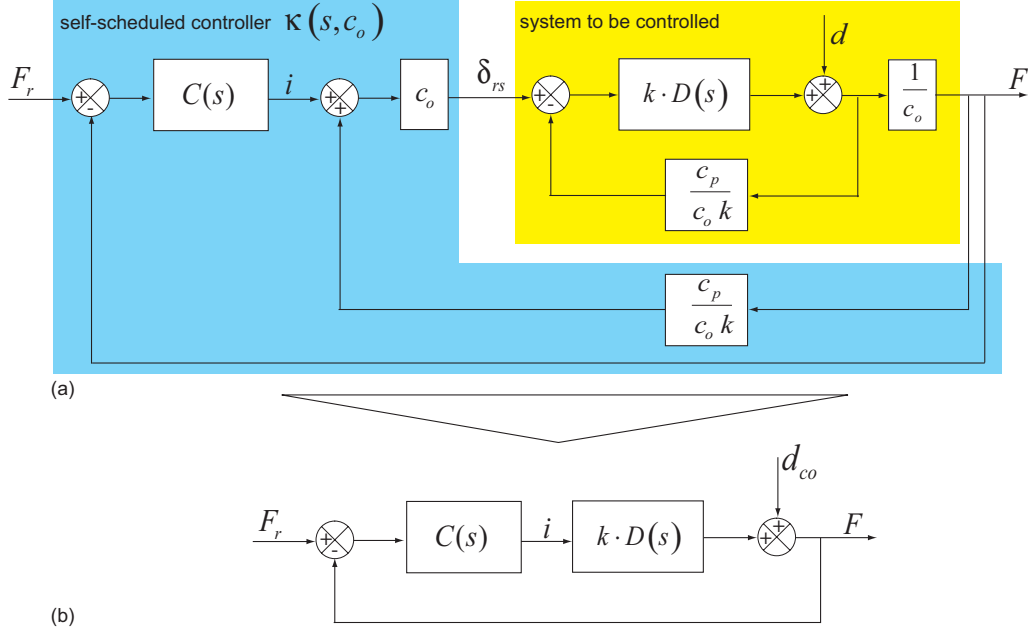 self-scheduled controller κ(s, c_o)
system to be controlled
F_r
+
-
C(s)
i
+
+
c_o
δ_rs
+
-
k · D(s)
d
+
+
1
c_o
F
c_p
c_o k
c_p
c_o k
(a)
d_co
F_r
+
-
C(s)
i
k · D(s)
+
+
F
(b)